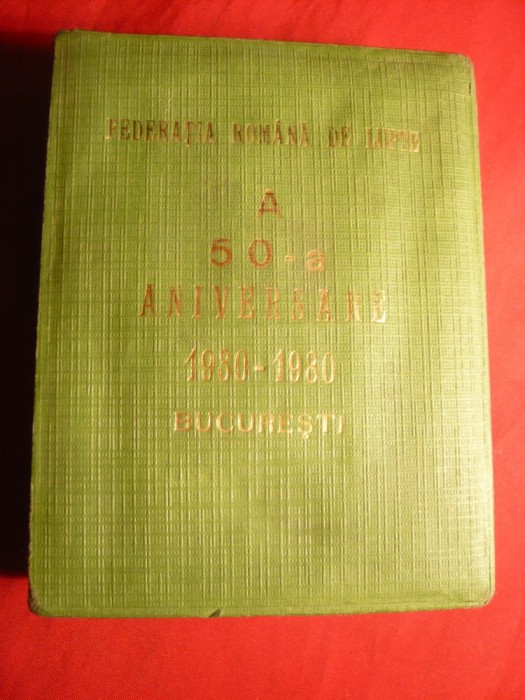 FEDERAŢIA ROMÂNĂ DE LUPTE
A
50-a
ANIVERSARE
1930-1980
BUCUREŞTI